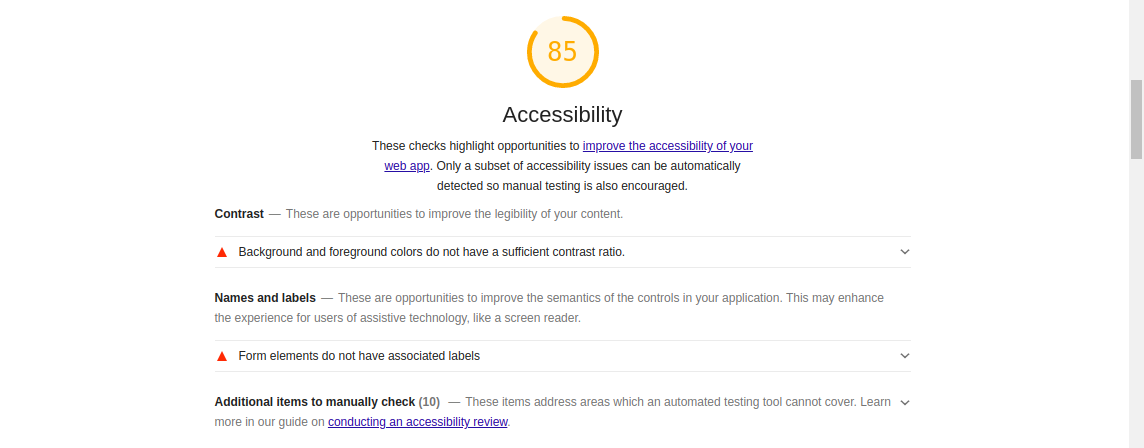 85
Accessibility
These checks highlight opportunities to improve the accessibility of your
web app. Only a subset of accessibility issues can be automatically
detected so manual testing is also encouraged.
Contrast — These are opportunities to improve the legibility of your content.
Background and foreground colors do not have a sufficient contrast ratio.
Names and labels — These are opportunities to improve the semantics of the controls in your application. This may enhance
the experience for users of assistive technology, like a screen reader.
Form elements do not have associated labels
Additional items to manually check (10) — These items address areas which an automated testing tool cannot cover. Learn
more in our guide on conducting an accessibility review.